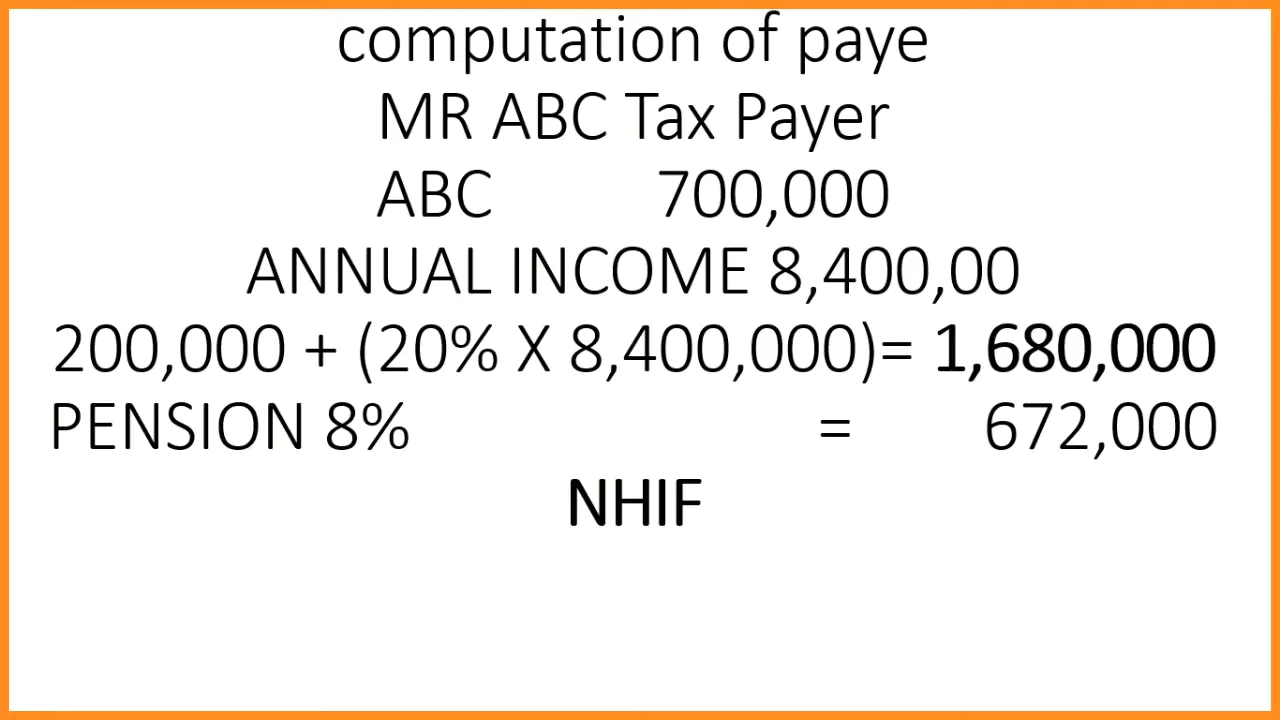 computation of paye
MR ABC Tax Payer
ABC 700,000
ANNUAL INCOME 8,400,00
200,000 + (20% X 8,400,000)= 1,680,000
PENSION 8% = 672,000
NHIF